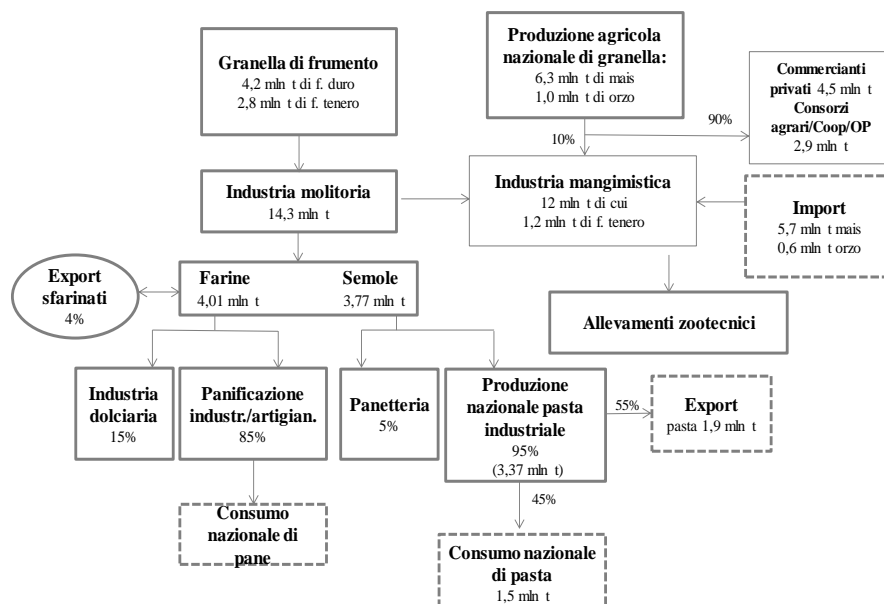 Granella di frumento
4,2 mln t di f. duro
2,8 mln t di f. tenero
Produzione agricola
nazionale di granella:
6,3 mln t di mais
1,0 mln t di orzo
Commercianti
privati 4,5 mln t
Consorzi
agrari/Coop/OP
2,9 mln t
90%
10%
Industria molitoria
14,3 mln t
Industria mangimistica
12 mln t di cui
1,2 mln t di f. tenero
Import
5,7 mln t mais
0,6 mln t orzo
Export
sfarinati
4%
Farine Semole
4,01 mln t 3,77 mln t
Allevamenti zootecnici
Industria
dolciaria
15%
Panificazione
industr./artigian.
85%
Panetteria
5%
Produzione
nazionale pasta
industriale
95%
(3,37 mln t)
55%
Export
pasta 1,9 mln t
45%
Consumo
nazionale di
pane
Consumo nazionale
di pasta
1,5 mln t